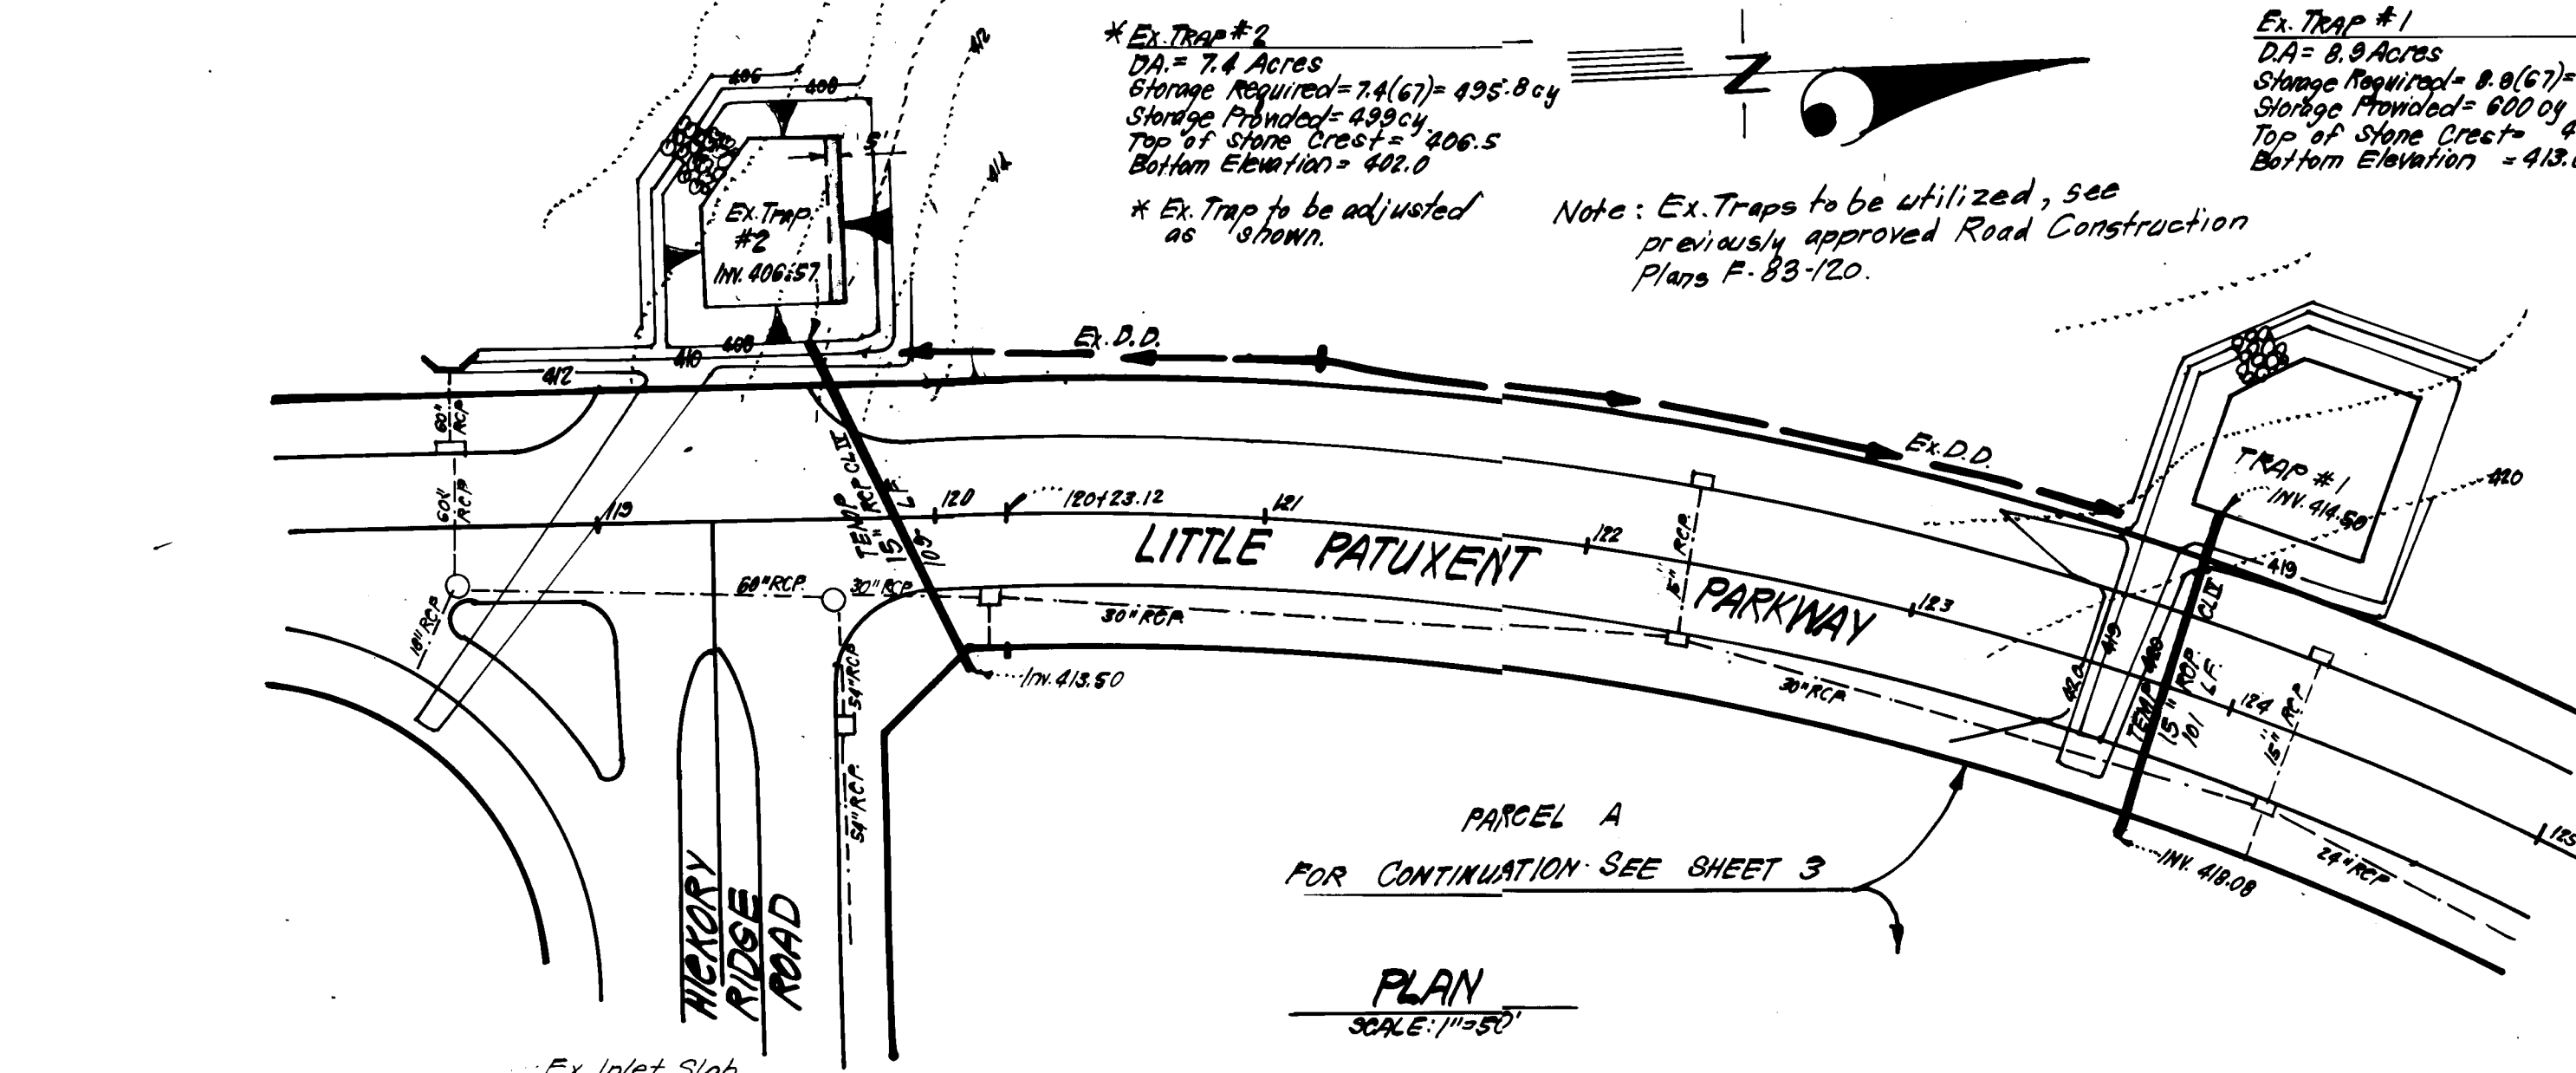 * Ex. TRAP #2
DA. = 7.4 Acres
Storage Required = 7.4(67) = 495.8 cy
Storage Provided = 499 cy
Top of Stone Crest = 406.5
Bottom Elevation = 402.0
* Ex. Trap to be adjusted
as shown.
N
Note: Ex. Traps to be utilized, see
previously approved Road Construction
Plans F-83-120.
Ex. TRAP #1
D.A = 8.9 Acres
Storage Required = 8.9(67) =
Storage Provided = 600 cy
Top of Stone Crest = 4
Bottom Elevation = 413.
406
408
412
414
5'
Ex. Trap
#2
INV. 406.57
408
410
412
Ex. D.D.
Ex. D.D.
TRAP #1
INV. 414.50
420
419
60" RCP
60" RCP
18" RCP
119
120
120+23.12
121
122
123
124
125
TEMP
15" RCP CL IV
109 LF
LITTLE PATUXENT PARKWAY
60" RCP.
30" RCP
30" RCP
30" RCP
15" RCP.
54" RCP
54" RCP.
Inv. 413.50
420
419
420
TEMP
15" RCP. CL IV
101 LF.
15" RCP
24" RCP
INV. 418.08
HICKORY
RIDGE
ROAD
PARCEL A
FOR CONTINUATION SEE SHEET 3
PLAN
SCALE: 1"=50'
Ex. Inlet Slab